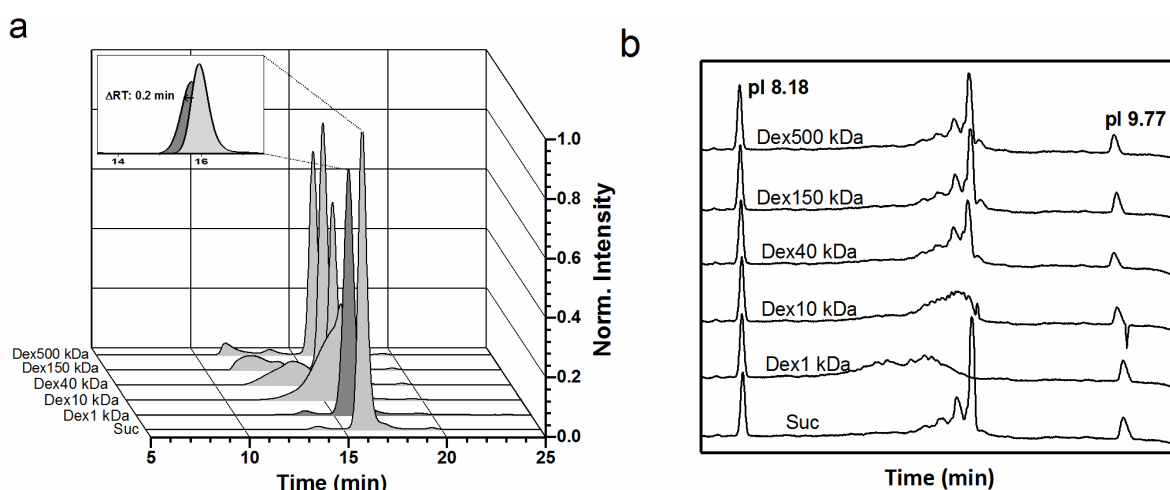 a
ΔRT: 0.2 min
14 16
1.0
0.8
0.6
0.4
0.2
0.0
Norm. Intensity
Dex500 kDa
Dex150 kDa
Dex40 kDa
Dex10 kDa
Dex1 kDa
Suc
5 10 15 20 25
Time (min)
b
pI 8.18
pI 9.77
Dex500 kDa
Dex150 kDa
Dex40 kDa
Dex10 kDa
Dex1 kDa
Suc
Time (min)